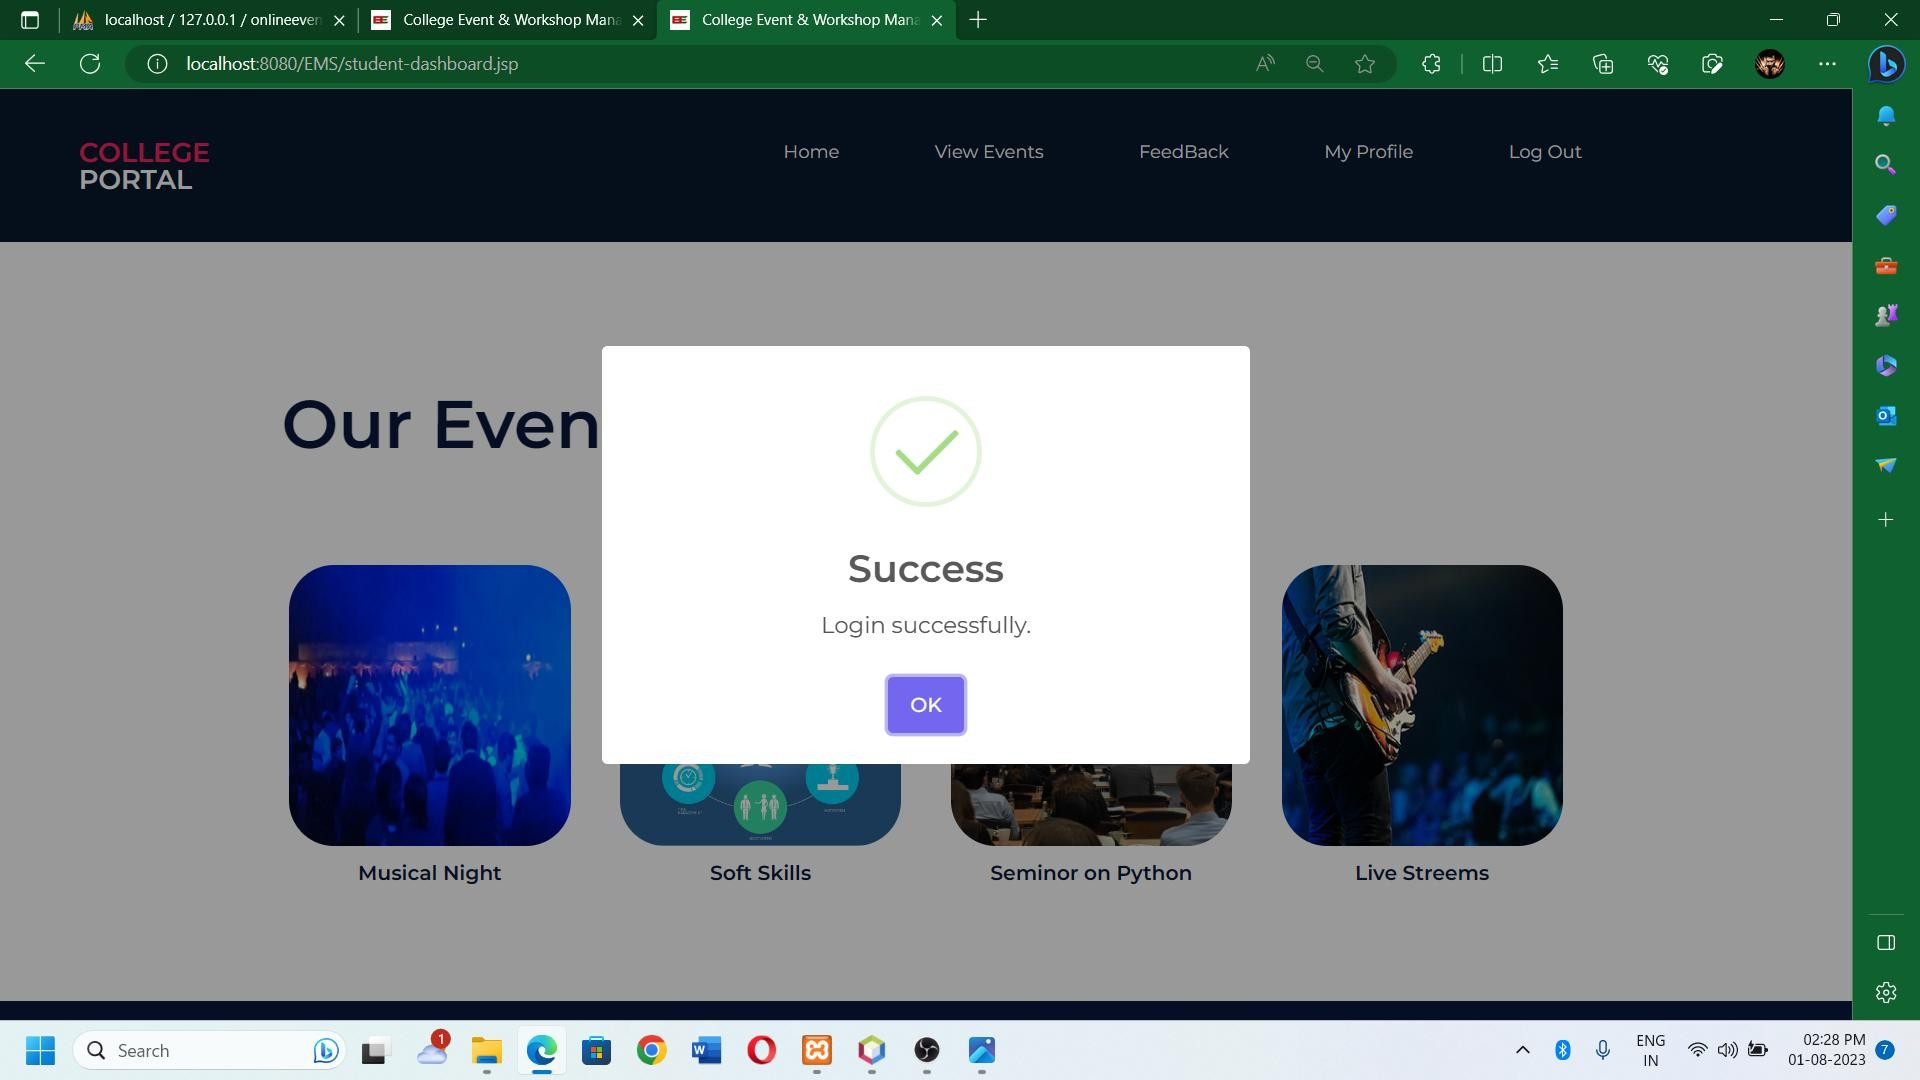 localhost / 127.0.0.1 / onlineeven
College Event & Workshop Mana
College Event & Workshop Mana
localhost:8080/EMS/student-dashboard.jsp
COLLEGE
PORTAL
Home
View Events
FeedBack
My Profile
Log Out
Our Even
Success
Login successfully.
OK
Musical Night
Soft Skills
Seminor on Python
Live Streems
Search
1
ENG
IN
02:28 PM
01-08-2023
7